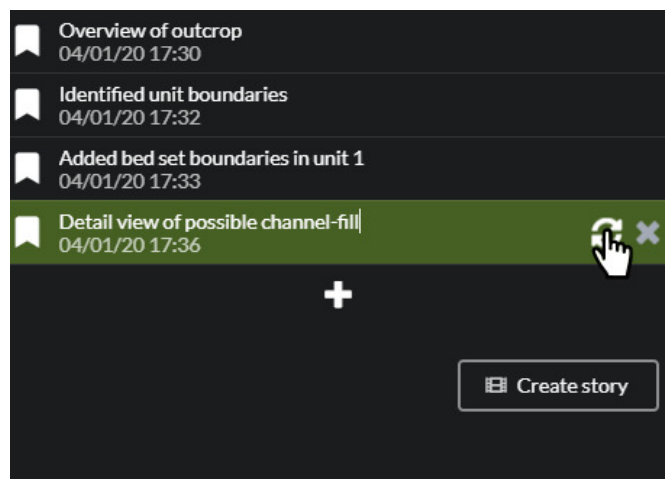 Overview of outcrop
04/01/20 17:30
Identified unit boundaries
04/01/20 17:32
Added bed set boundaries in unit 1
04/01/20 17:33
Detail view of possible channel-fill
04/01/20 17:36
Create story